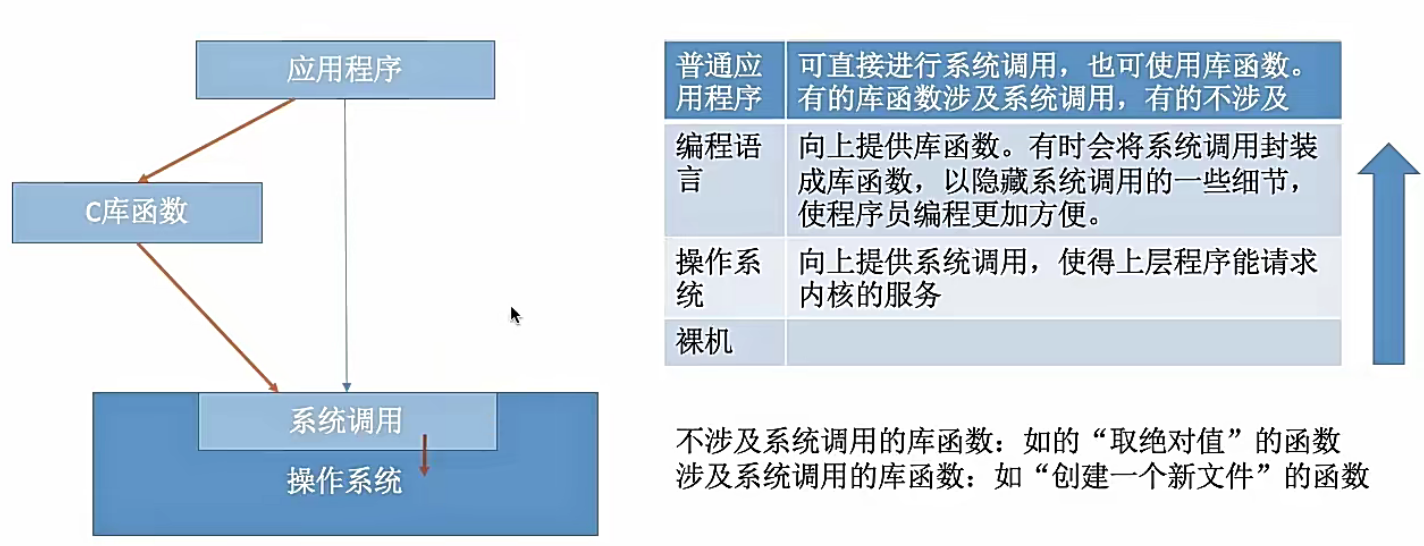 应用程序
C库函数
系统调用
操作系统
普通应
用程序
可直接进行系统调用，也可使用库函数。
有的库函数涉及系统调用，有的不涉及
编程语
言
向上提供库函数。有时会将系统调用封装
成库函数，以隐藏系统调用的一些细节，
使程序员编程更加方便。
操作系
统
向上提供系统调用，使得上层程序能请求
内核的服务
裸机
不涉及系统调用的库函数：如的“取绝对值”的函数
涉及系统调用的库函数：如“创建一个新文件”的函数